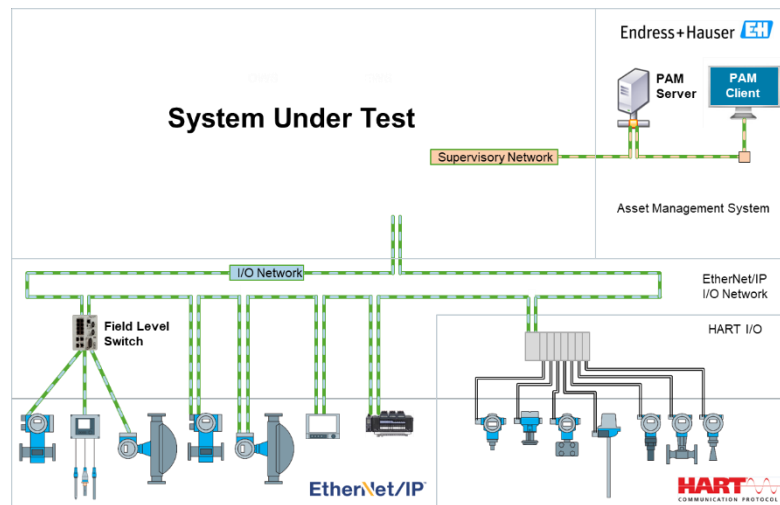 Endress+Hauser EH
PAM
Server
PAM
Client
System Under Test
Supervisory Network
Asset Management System
I/O Network
EtherNet/IP
I/O Network
Field Level
Switch
HART I/O
EtherNet/IP
HART
COMMUNICATION PROTOCOL